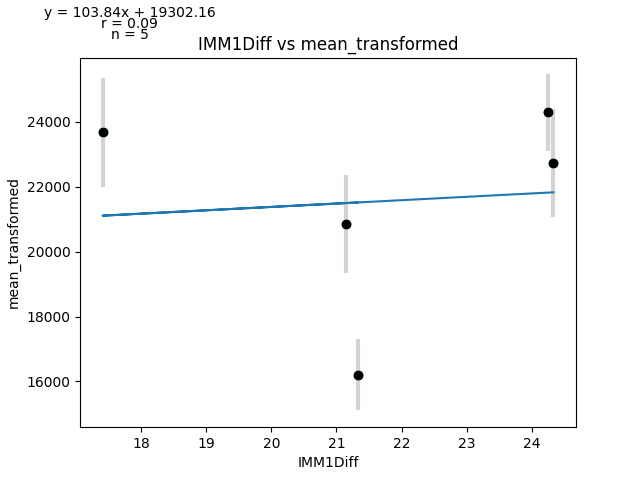 y = 103.84x + 19302.16
r = 0.09
n = 5
IMM1Diff vs mean_transformed
24000
22000
20000
18000
16000
mean_transformed
18
19
20
21
22
23
24
IMM1Diff